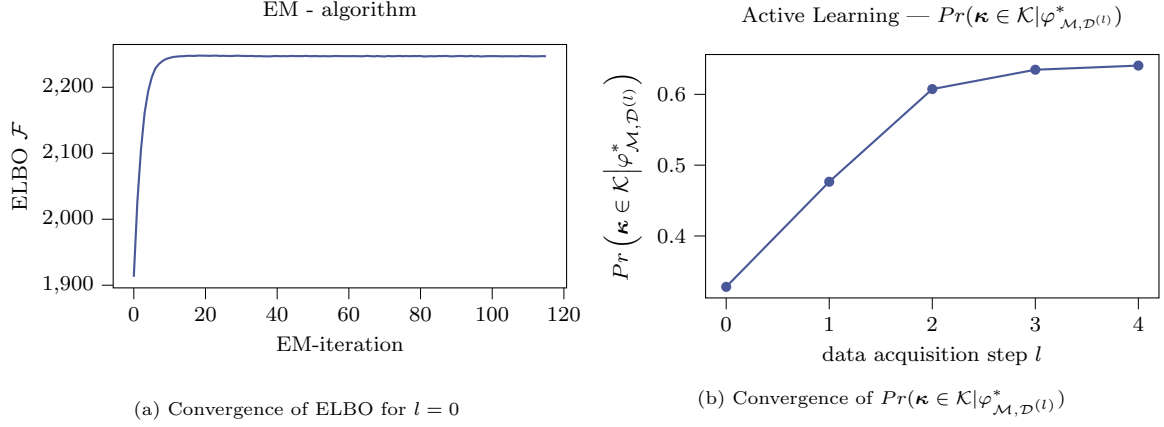 EM - algorithm
2,200
2,100
2,000
1,900
ELBO ℱ
0 20 40 60 80 100 120
EM-iteration
(a) Convergence of ELBO for l = 0
Active Learning — Pr(κ ∈ 𝒦|φ*_{ℳ,𝒟^{(l)}})
0.6
0.5
0.4
Pr (κ ∈ 𝒦|φ*_{ℳ,𝒟^{(l)}})
0 1 2 3 4
data acquisition step l
(b) Convergence of Pr(κ ∈ 𝒦|φ*_{ℳ,𝒟^{(l)}})